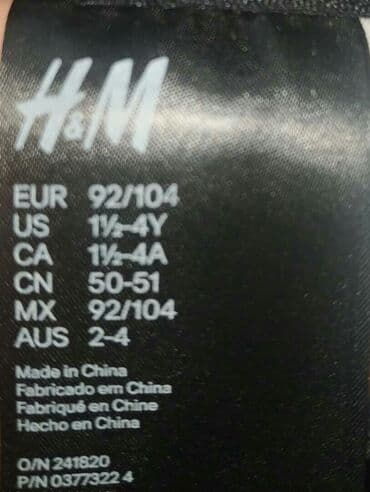 H&M
EUR 92/104
US 1½-4Y
CA 1½-4A
CN 50-51
MX 92/104
AUS 2-4
Made in China
Fabricado em China
Fabriqué en Chine
Hecho en China
O/N 241820
P/N 0377322 4